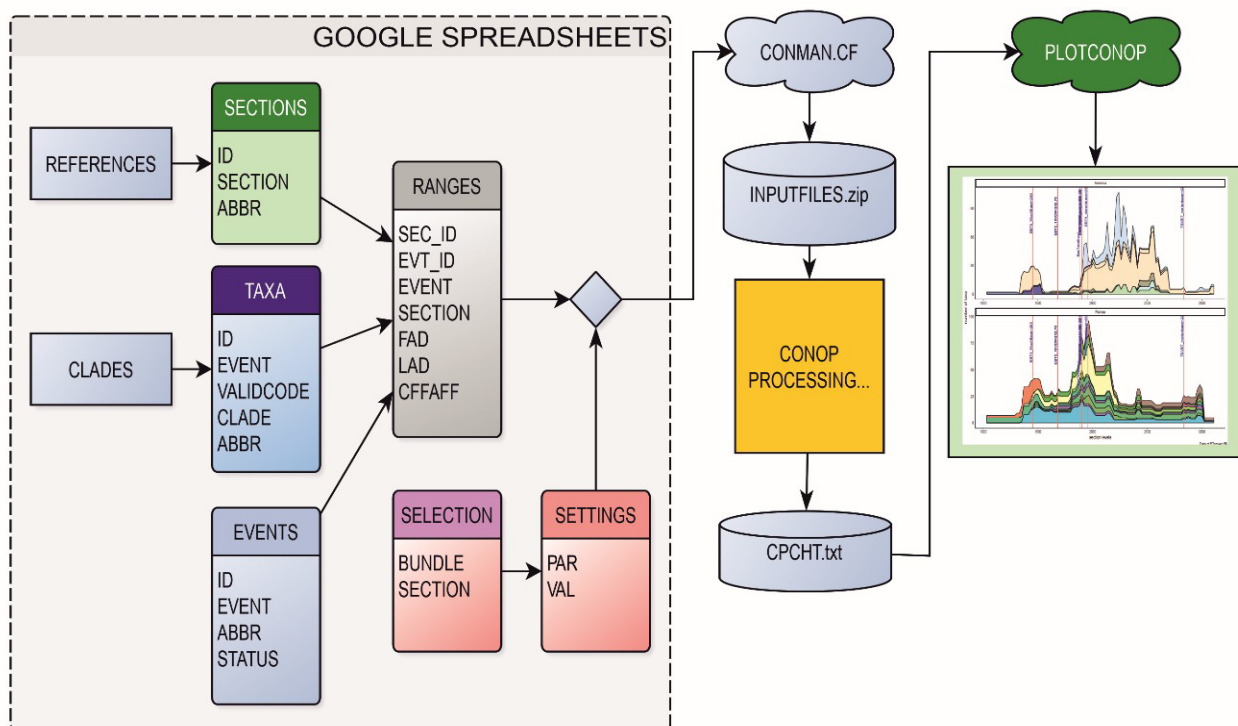 GOOGLE SPREADSHEETS
REFERENCES
SECTIONS
ID
SECTION
ABBR
CLADES
TAXA
ID
EVENT
VALIDCODE
CLADE
ABBR
EVENTS
ID
EVENT
ABBR
STATUS
RANGES
SEC_ID
EVT_ID
EVENT
SECTION
FAD
LAD
CFFAFF
SELECTION
BUNDLE
SECTION
SETTINGS
PAR
VAL
CONMAN.CF
INPUTFILES.zip
CONOP
PROCESSING...
CPCHT.txt
PLOTCONOP